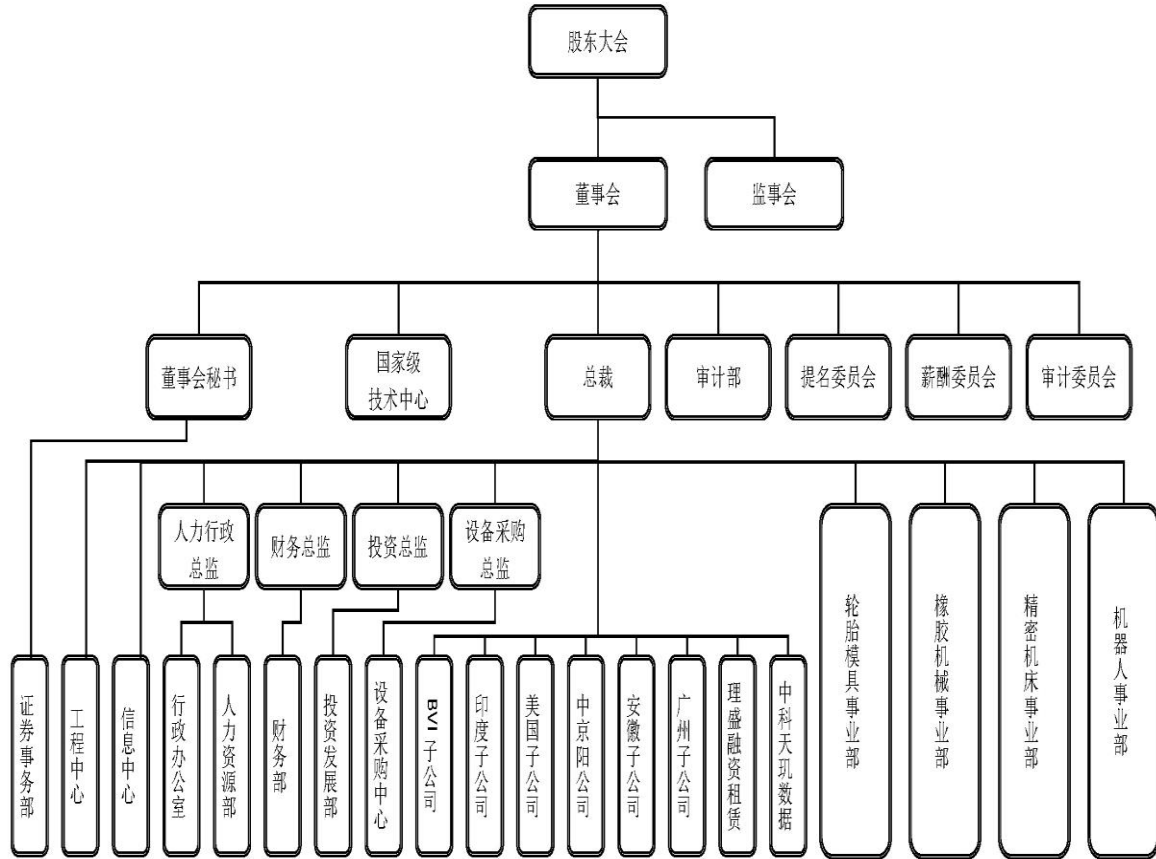 股东大会
董事会
监事会
董事会秘书
国家级
技术中心
总裁
审计部
提名委员会
薪酬委员会
审计委员会
人力行政
总监
财务总监
投资总监
设备采购
总监
证券事务部
工程中心
信息中心
行政办公室
人力资源部
财务部
投资发展部
设备采购中心
BVI 子公司
印度子公司
美国子公司
中京阳公司
安徽子公司
广州子公司
理盛融资租赁
中科天玑数据
轮胎模具事业部
橡胶机械事业部
精密机床事业部
机器人事业部